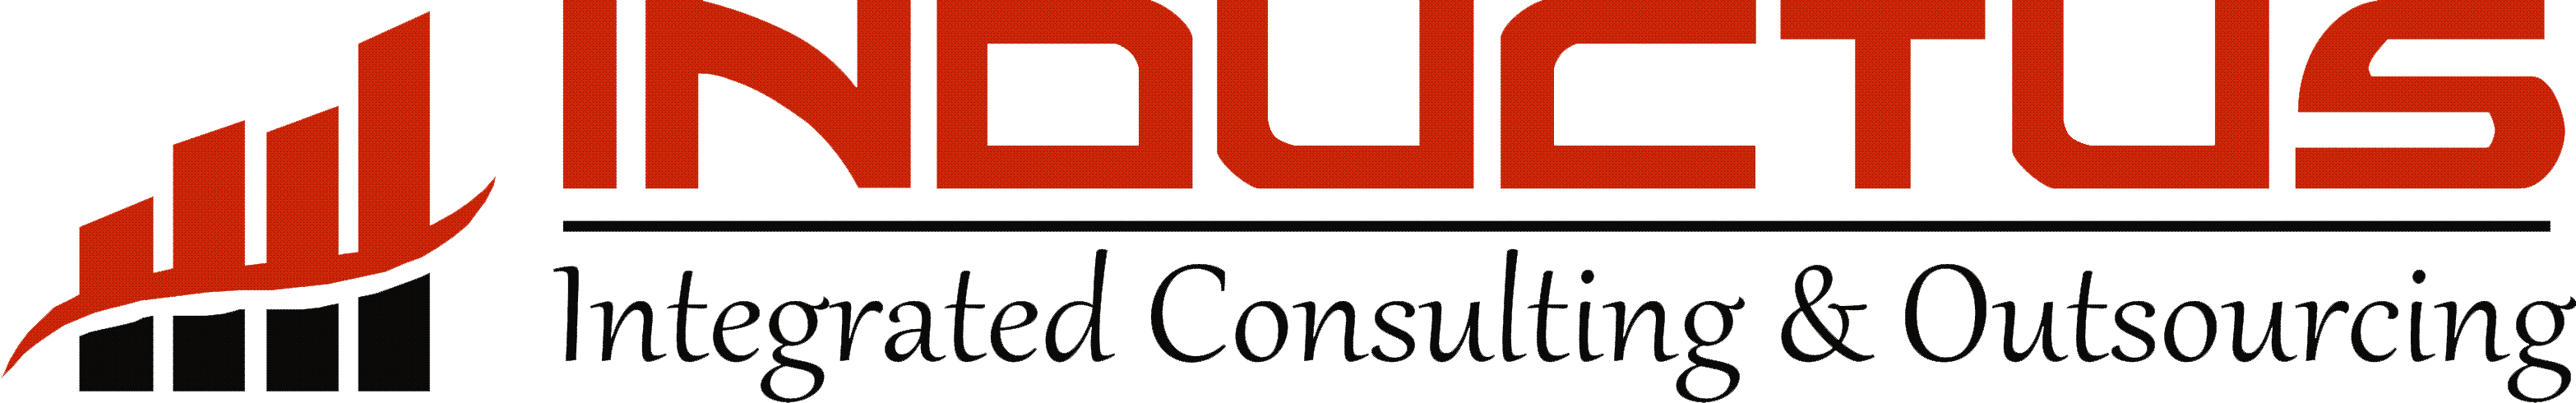 INDUCTUS
Integrated Consulting & Outsourcing